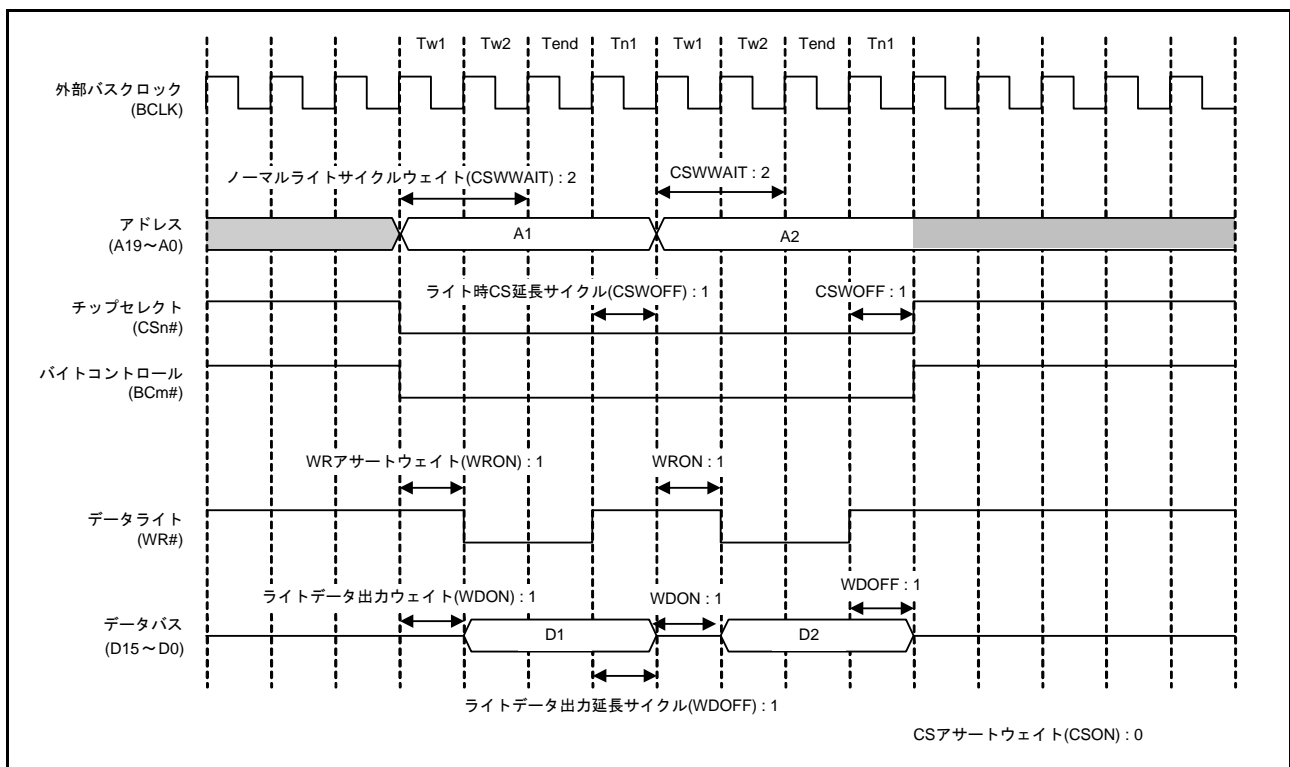 Tw1 Tw2 Tend Tn1 Tw1 Tw2 Tend Tn1
外部バスクロック
(BCLK)
ノーマルライトサイクルウェイト(CSWWAIT) : 2
CSWWAIT : 2
アドレス
(A19～A0)
A1
A2
ライト時CS延長サイクル(CSWOFF) : 1
CSWOFF : 1
チップセレクト
(CSn#)
バイトコントロール
(BCm#)
WRアサートウェイト(WRON) : 1
WRON : 1
データライト
(WR#)
ライトデータ出力ウェイト(WDON) : 1
WDON : 1
WDOFF : 1
データバス
(D15～D0)
D1
D2
ライトデータ出力延長サイクル(WDOFF) : 1
CSアサートウェイト(CSON) : 0